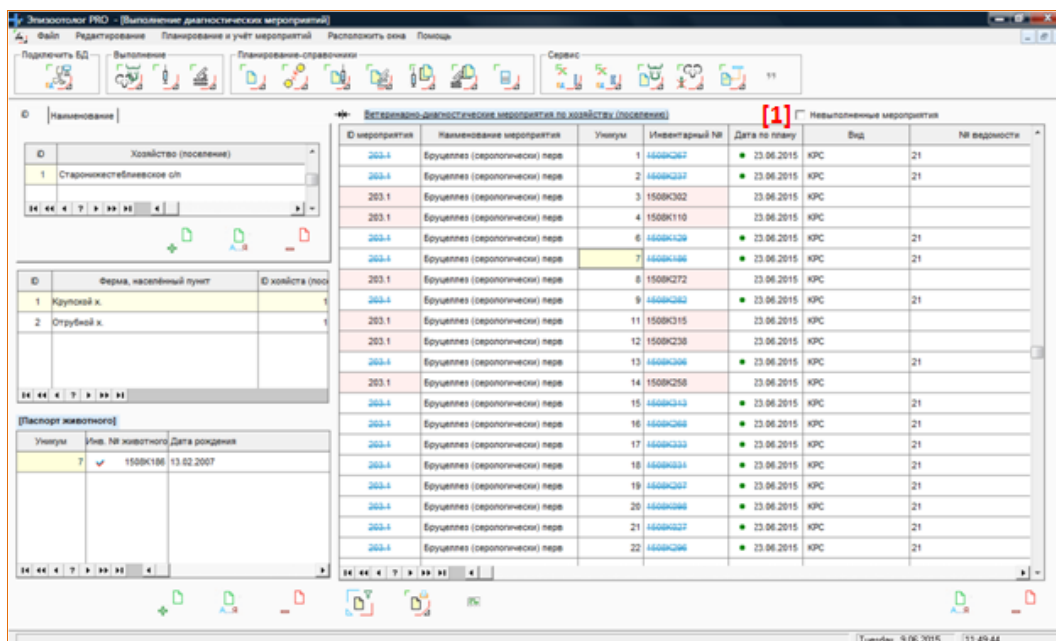 Эпизоотолог PRO - [Выполнение диагностических мероприятий]
Файл Редактирование Планирование и учёт мероприятий Расположить окна Помощь
Подключить БД Выполнение Планирование-справочники Сервис
ID Наименование
Ветеринарно-диагностические мероприятия по хозяйству (поселению) [1] Невыполненные мероприятия
ID Хозяйство (поселение)
1 Старонижестеблиевское с/п
ID Ферма, населённый пункт ID хозяйста (посе
1 Крупской х. 1
2 Отрубной х. 1
[Паспорт животного]
Уникум Инв. №® животного Дата рождения
7 1508К186 13.02.2007
ID мероприятия Наименование мероприятия Уникум Инвентарный №® Дата по плану Вид №® ведомости
203.1 Бруцеллез (серологически) перв 1 1508К267 23.06.2015 КРС 21
203.1 Бруцеллез (серологически) перв 2 1508К237 23.06.2015 КРС 21
203.1 Бруцеллез (серологически) перв 3 1508К302 23.06.2015 КРС
203.1 Бруцеллез (серологически) перв 4 1508К110 23.06.2015 КРС
203.1 Бруцеллез (серологически) перв 6 1508К129 23.06.2015 КРС 21
203.1 Бруцеллез (серологически) перв 7 1508К186 23.06.2015 КРС 21
203.1 Бруцеллез (серологически) перв 8 1508К272 23.06.2015 КРС
203.1 Бруцеллез (серологически) перв 9 1508К282 23.06.2015 КРС 21
203.1 Бруцеллез (серологически) перв 11 1508К315 23.06.2015 КРС
203.1 Бруцеллез (серологически) перв 12 1508К238 23.06.2015 КРС
203.1 Бруцеллез (серологически) перв 13 1508К306 23.06.2015 КРС 21
203.1 Бруцеллез (серологически) перв 14 1508К258 23.06.2015 КРС
203.1 Бруцеллез (серологически) перв 15 1508К313 23.06.2015 КРС 21
203.1 Бруцеллез (серологически) перв 16 1508К268 23.06.2015 КРС 21
203.1 Бруцеллез (серологически) перв 17 1508К333 23.06.2015 КРС 21
203.1 Бруцеллез (серологически) перв 18 23.06.2015 КРС 21
203.1 Бруцеллез (серологически) перв 19 1508К207 23.06.2015 КРС 21
203.1 Бруцеллез (серологически) перв 20 23.06.2015 КРС 21
203.1 Бруцеллез (серологически) перв 21 23.06.2015 КРС 21
203.1 Бруцеллез (серологически) перв 22 1508К296 23.06.2015 КРС 21
Tuesday 9.06.2015 11:49:44